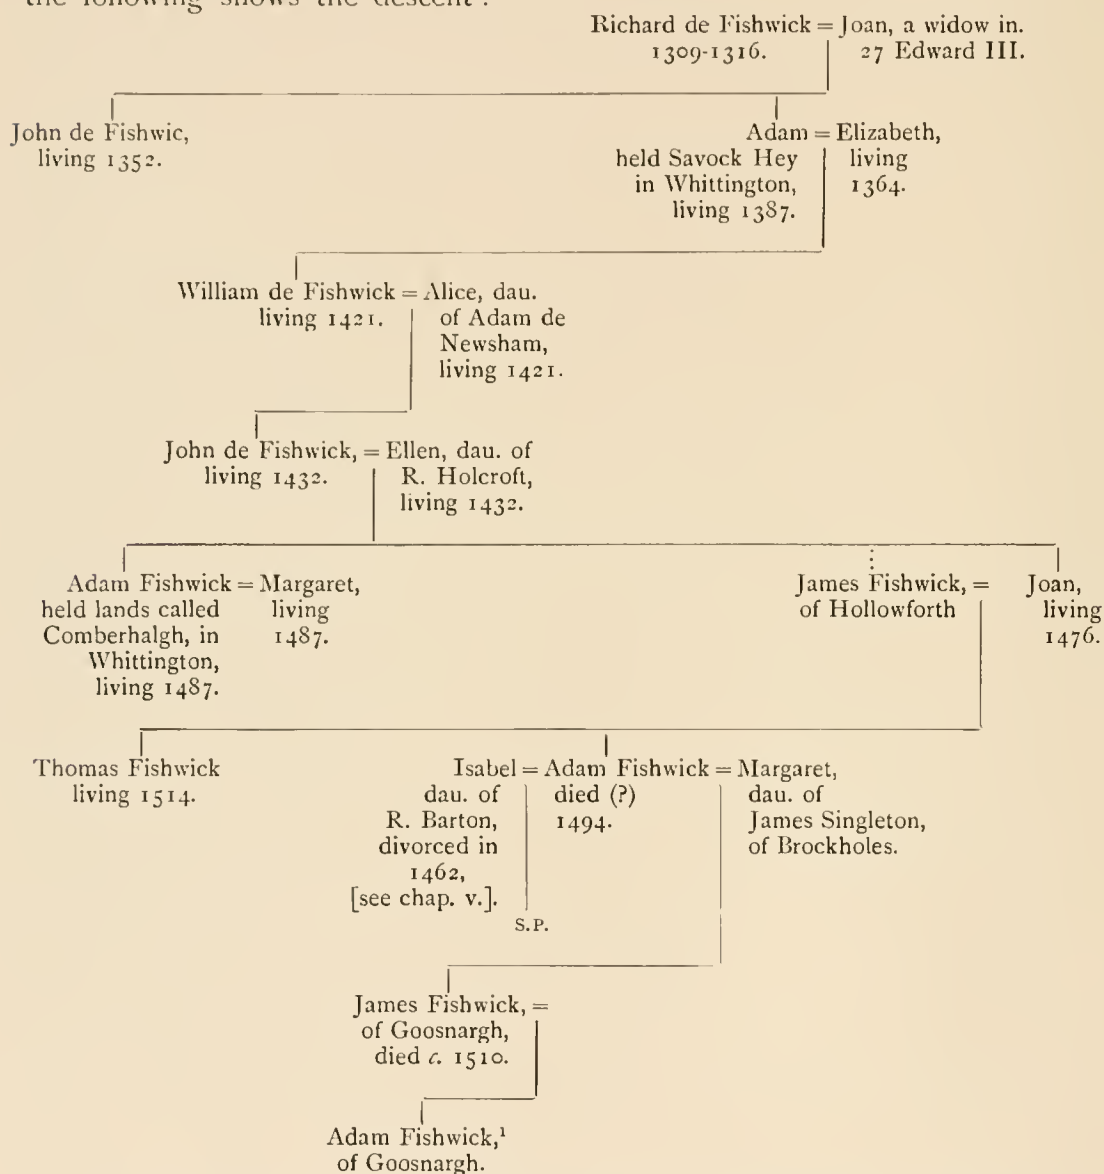 the following shows the descent :
Richard de Fishwick = Joan, a widow in.
1309-1316. 27 Edward III.
John de Fishwic,
living 1352.
Adam = Elizabeth,
held Savock Hey living
in Whittington, 1364.
living 1387.
William de Fishwick = Alice, dau.
living 1421. of Adam de
Newsham,
living 1421.
John de Fishwick, = Ellen, dau. of
living 1432. R. Holcroft,
living 1432.
Adam Fishwick = Margaret,
held lands called living
Comberhalgh, in 1487.
Whittington,
living 1487.
James Fishwick, =
of Hollowforth
Joan,
living
1476.
Thomas Fishwick
living 1514.
Isabel = Adam Fishwick = Margaret,
dau. of died (?) dau. of
R. Barton, 1494. James Singleton,
divorced in of Brockholes.
1462,
[see chap. v.].
S.P.
James Fishwick, =
of Goosnargh,
died c. 1510.
Adam Fishwick,¹
of Goosnargh.